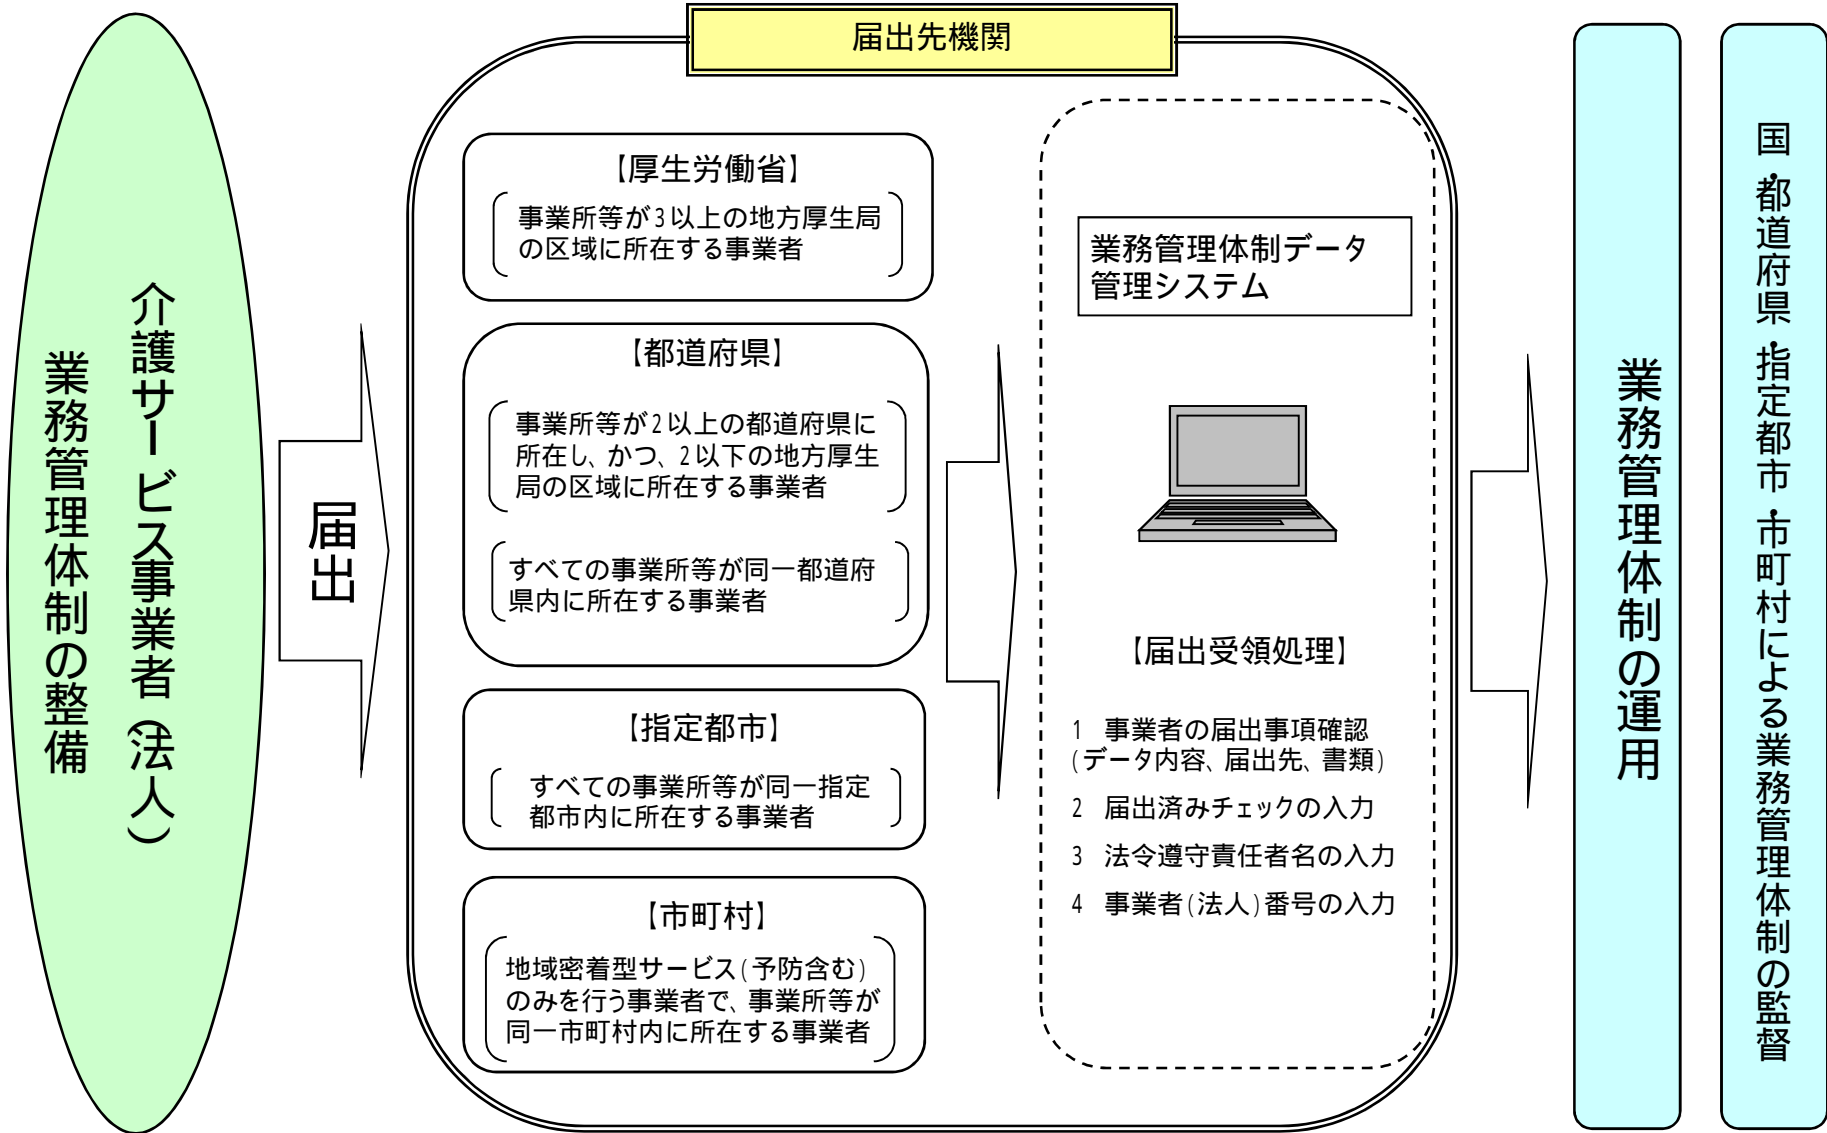 届出先機関
介護サービス事業者（法人）
業務管理体制の整備
届出
【厚生労働省】
事業所等が3以上の地方厚生局
の区域に所在する事業者
【都道府県】
事業所等が2以上の都道府県に
所在し、かつ、2以下の地方厚生
局の区域に所在する事業者
すべての事業所等が同一都道府
県内に所在する事業者
【指定都市】
すべての事業所等が同一指定
都市内に所在する事業者
【市町村】
地域密着型サービス(予防含む)
のみを行う事業者で、事業所等が
同一市町村内に所在する事業者
業務管理体制データ
管理システム
【届出受領処理】
1 事業者の届出事項確認
(データ内容、届出先、書類)
2 届出済みチェックの入力
3 法令遵守責任者名の入力
4 事業者(法人)番号の入力
業務管理体制の運用
国・都道府県・指定都市・市町村による業務管理体制の監督